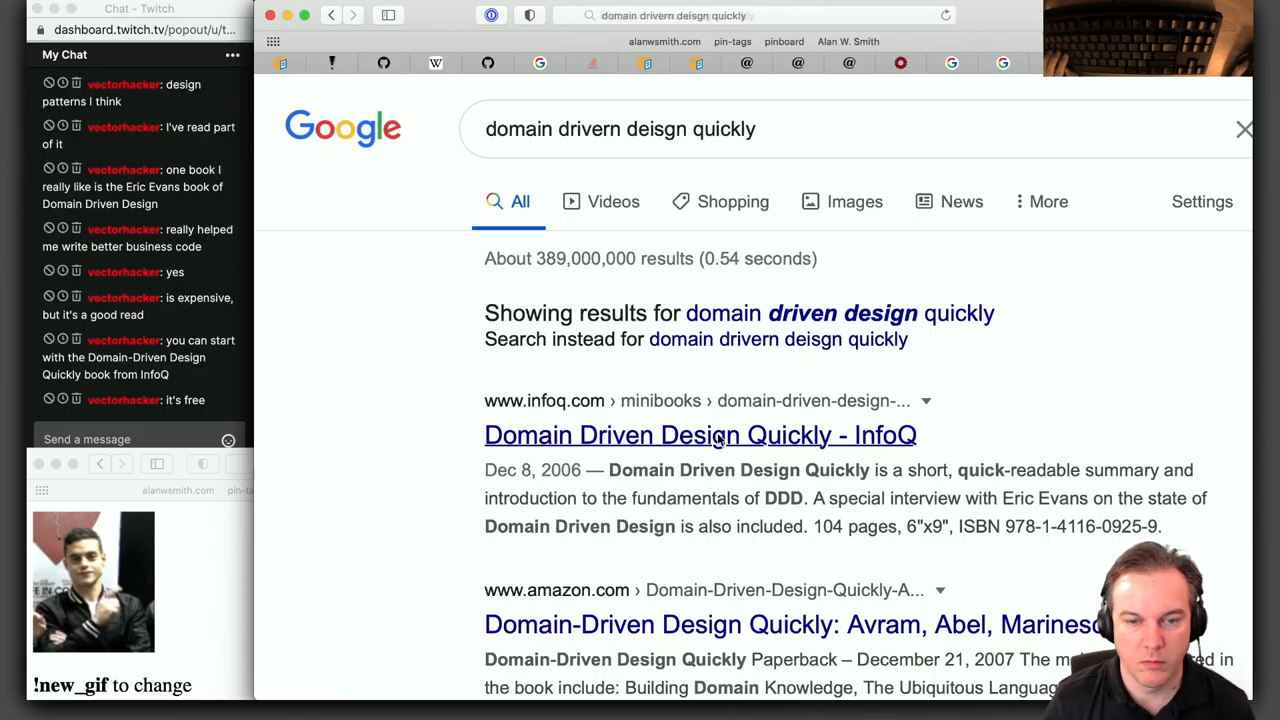 Chat - Twitch
dashboard.twitch.tv/popout/u/t...
My Chat
vectorhacker: design
patterns I think
vectorhacker: I've read part
of it
vectorhacker: one book I
really like is the Eric Evans book of
Domain Driven Design
vectorhacker: really helped
me write better business code
vectorhacker: yes
vectorhacker: is expensive,
but it's a good read
vectorhacker: you can start
with the Domain-Driven Design
Quickly book from InfoQ
vectorhacker: it's free
Send a message
alanwsmith.com pin-ta
!new_gif to change
domain drivern deisgn quickly
alanwsmith.com pin-tags pinboard Alan W. Smith
Google
domain drivern deisgn quickly
All Videos Shopping Images News More Settings
About 389,000,000 results (0.54 seconds)
Showing results for domain driven design quickly
Search instead for domain drivern deisgn quickly
www.infoq.com › minibooks › domain-driven-design-...
Domain Driven Design Quickly - InfoQ
Dec 8, 2006 — Domain Driven Design Quickly is a short, quick-readable summary and
introduction to the fundamentals of DDD. A special interview with Eric Evans on the state of
Domain Driven Design is also included. 104 pages, 6"x9", ISBN 978-1-4116-0925-9.
www.amazon.com › Domain-Driven-Design-Quickly-A...
Domain-Driven Design Quickly: Avram, Abel, Marinesc
Domain-Driven Design Quickly Paperback – December 21, 2007 The m red in
the book include: Building Domain Knowledge, The Ubiquitous Languag